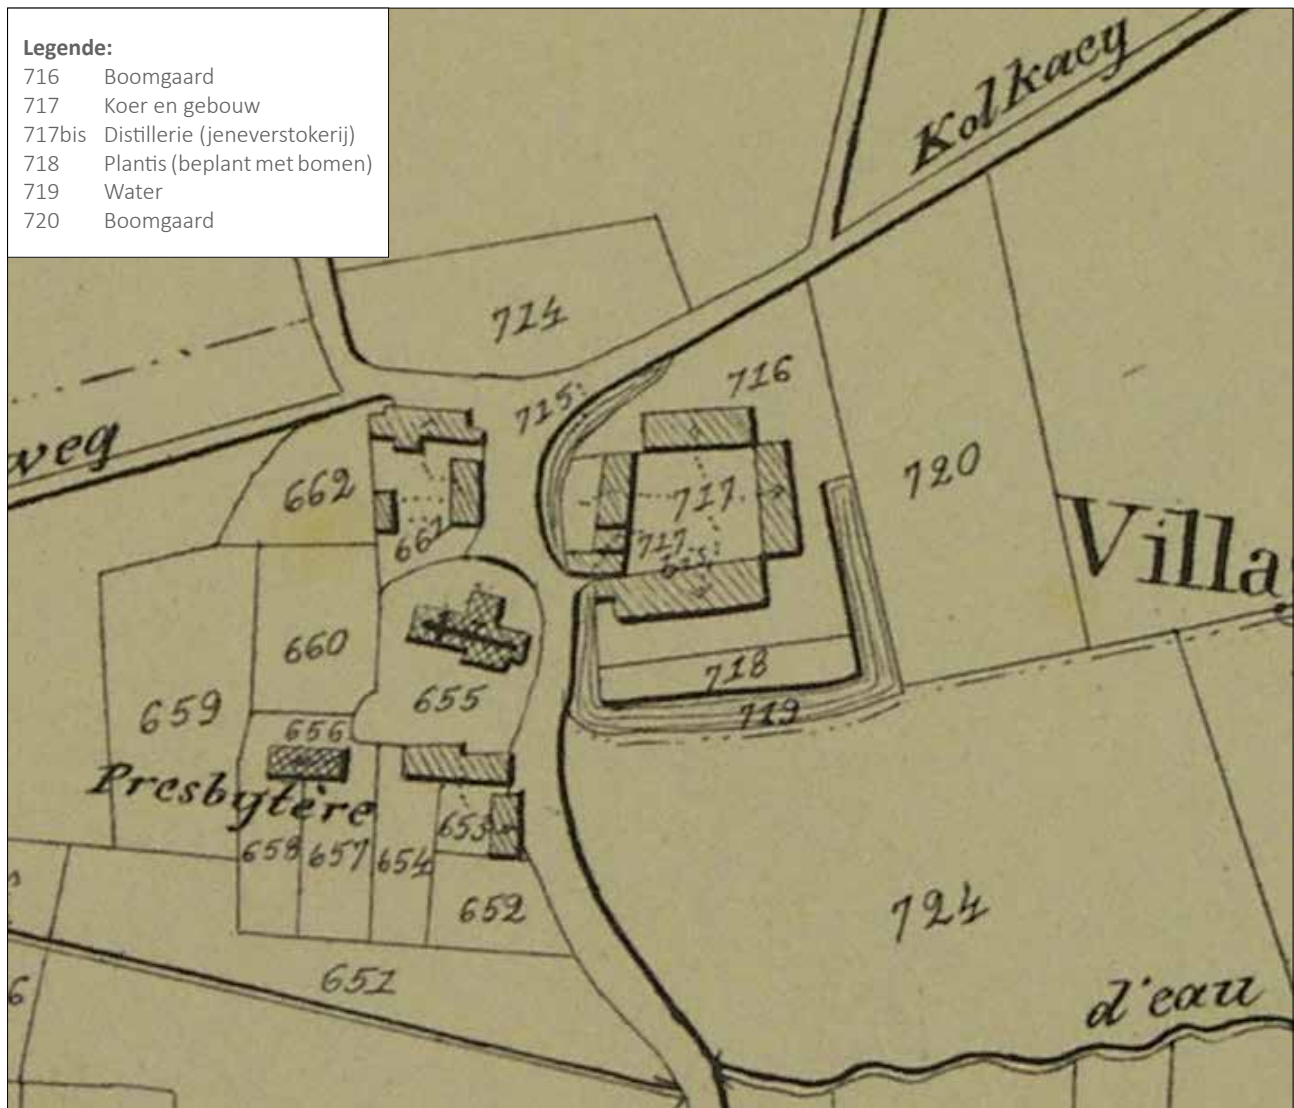 Legende:
716 Boomgaard
717 Koer en gebouw
717bis Distillerie (jeneverstokerij)
718 Plantis (beplant met bomen)
719 Water
720 Boomgaard
Kolkacy
714
715
716
weg
662
717
720
661
717
bis
Villa
660
718
655
659
719
656
Presbytère
653
658
657
654
652
724
651
6
d'eau